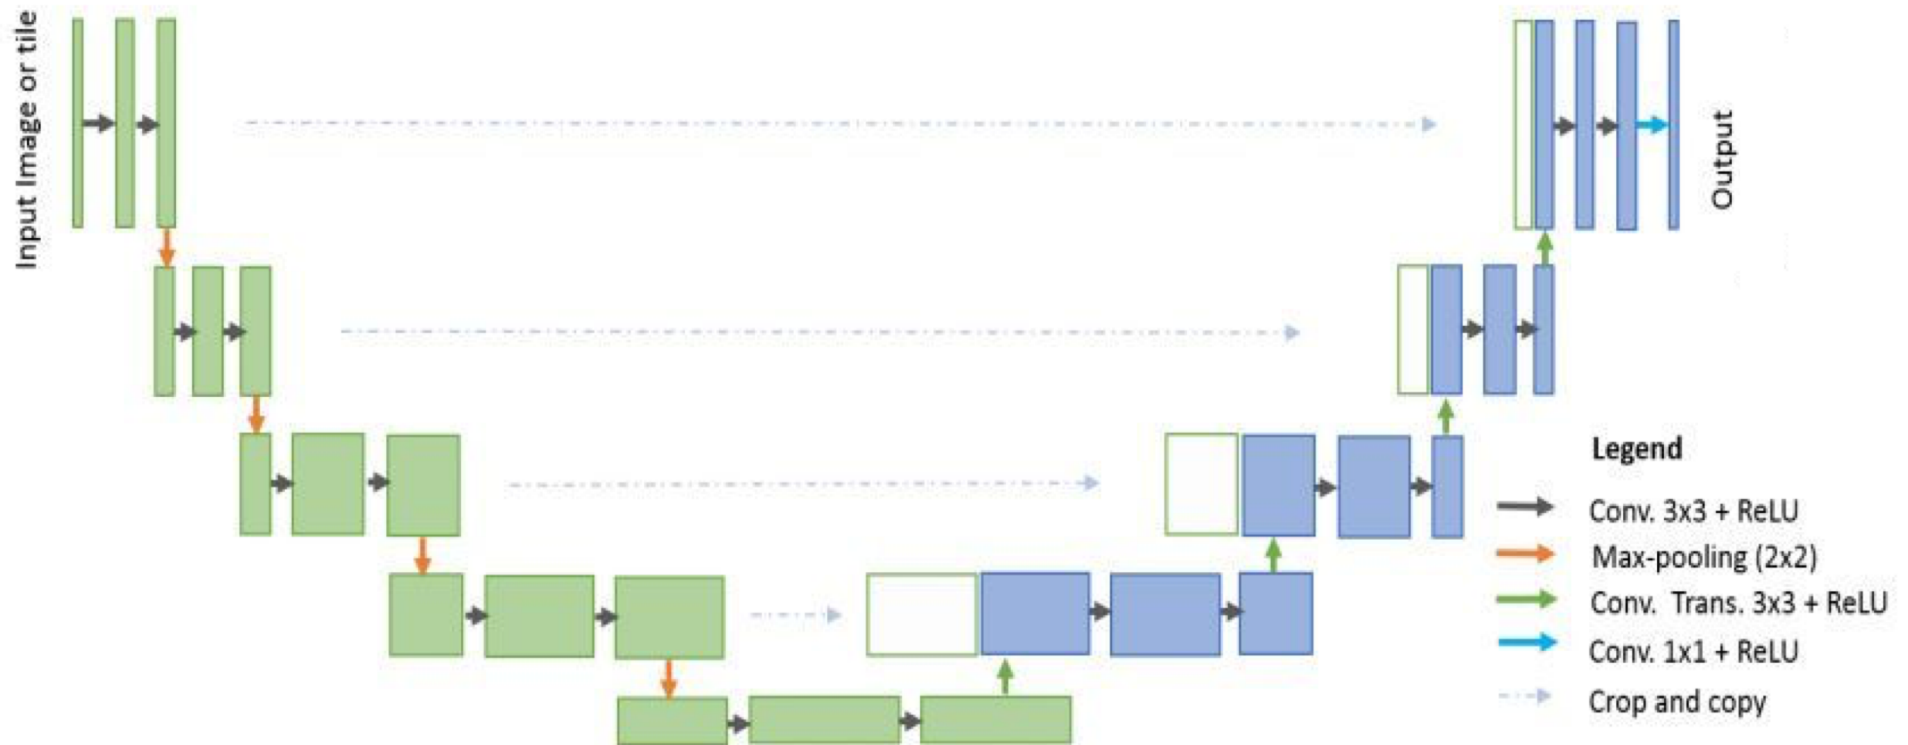 Input Image or tile
Output
Legend
Conv. 3x3 + ReLU
Max-pooling (2x2)
Conv. Trans. 3x3 + ReLU
Conv. 1x1 + ReLU
Crop and copy